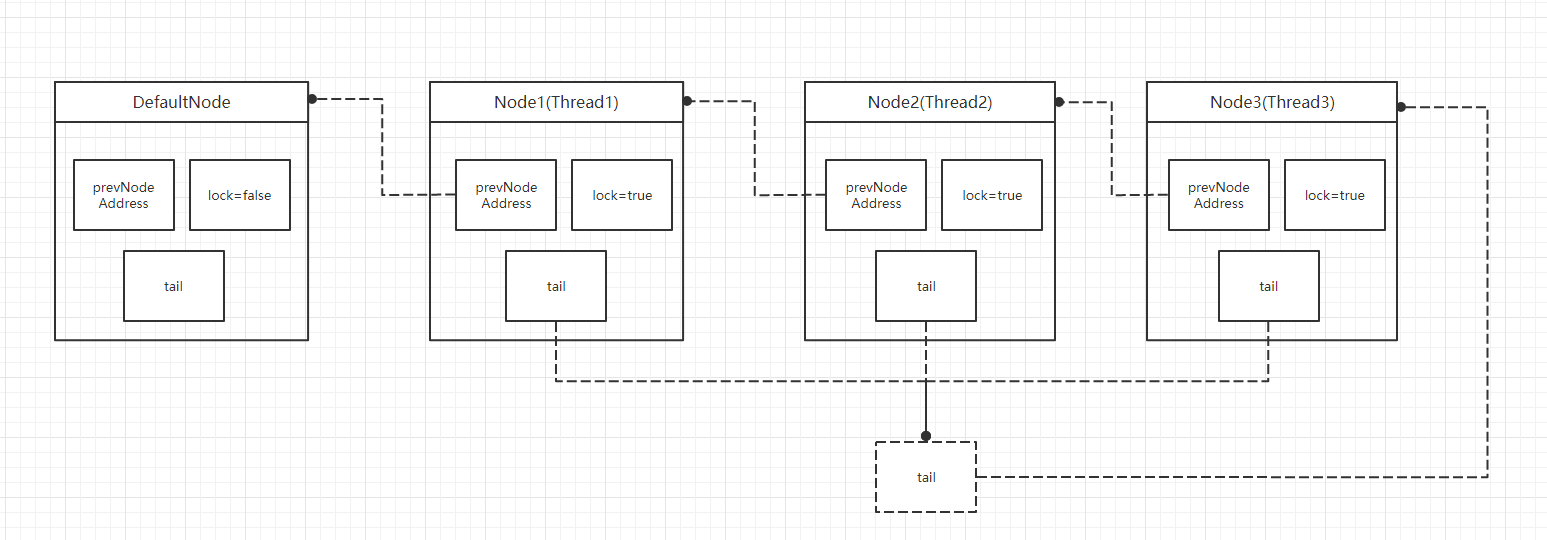 DefaultNode
prevNode
Address
lock=false
tail
Node1(Thread1)
prevNode
Address
lock=true
tail
Node2(Thread2)
prevNode
Address
lock=true
tail
Node3(Thread3)
prevNode
Address
lock=true
tail
tail